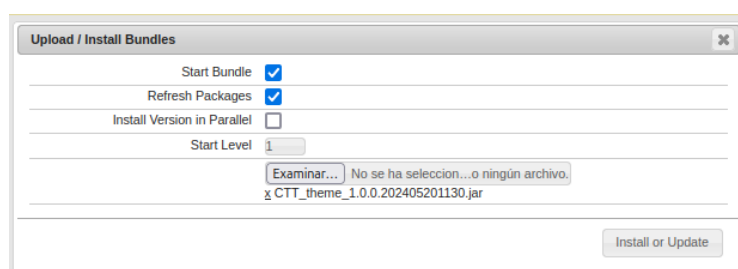 Upload / Install Bundles
Start Bundle
Refresh Packages
Install Version in Parallel
Start Level 1
Examinar... No se ha seleccion...o ningún archivo.
x CTT_theme_1.0.0.202405201130.jar
Install or Update